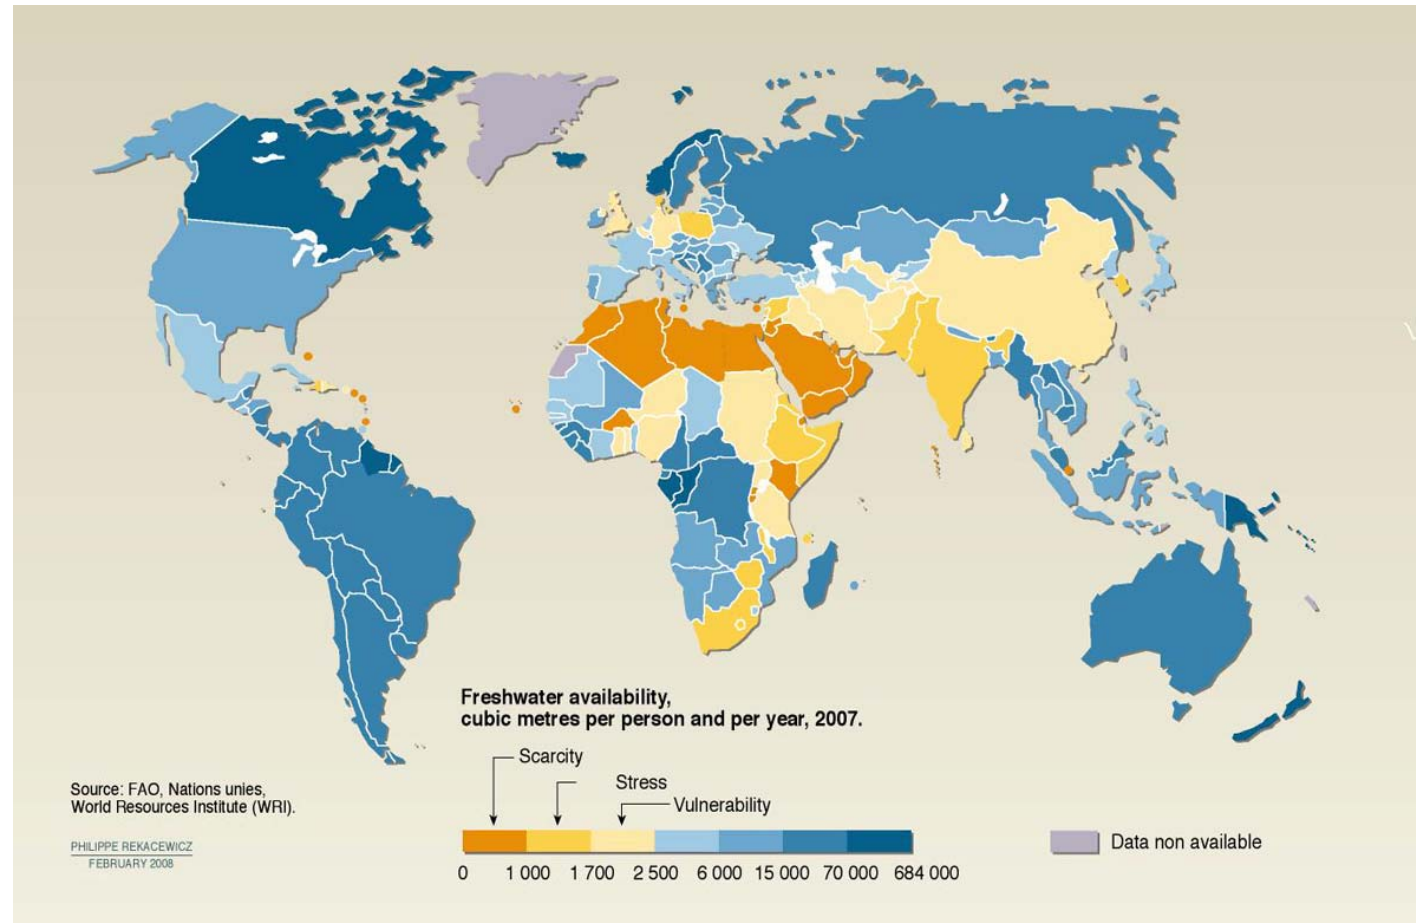 Freshwater availability,
cubic metres per person and per year, 2007.
Scarcity
Stress
Vulnerability
0 1 000 1 700 2 500 6 000 15 000 70 000 684 000
Data non available
Source: FAO, Nations unies,
World Resources Institute (WRI).
PHILIPPE REKACEWICZ
FEBRUARY 2008